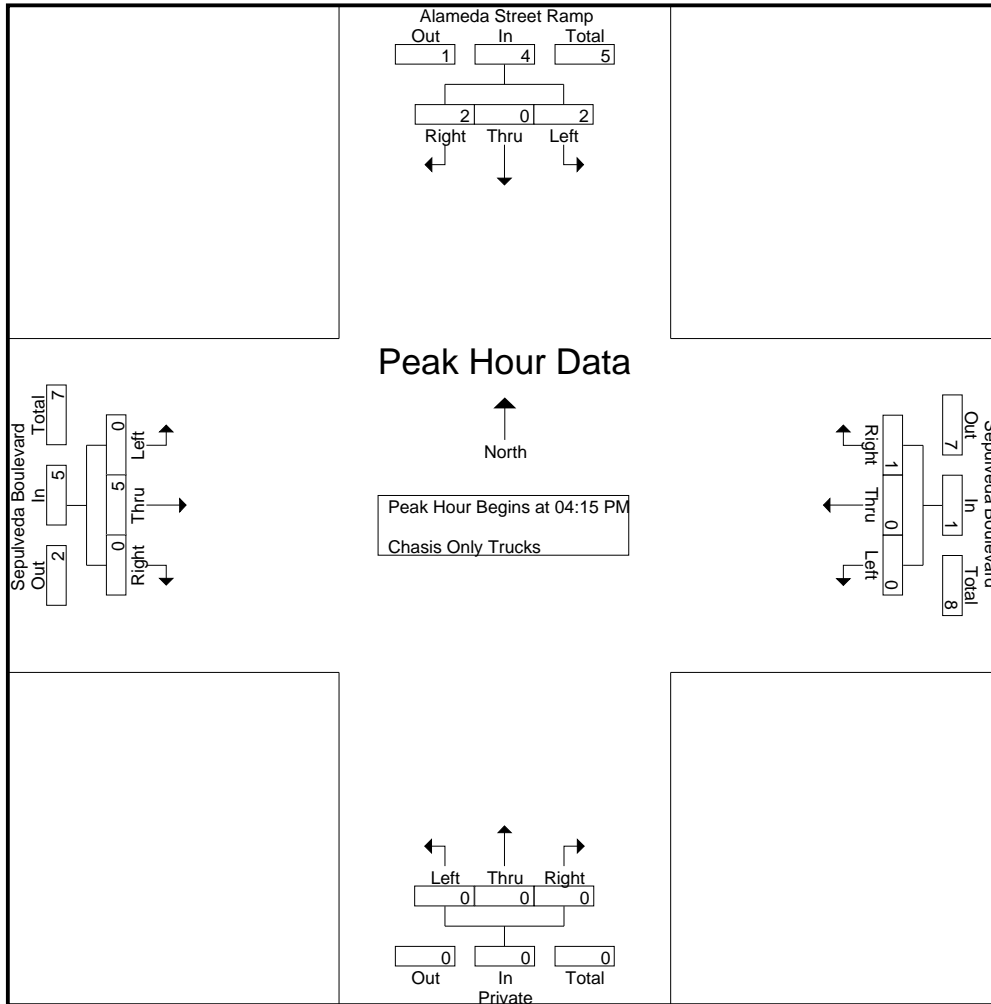 Alameda Street Ramp
Out In Total
1 4 5
2 0 2
Right Thru Left
Peak Hour Data
North
Peak Hour Begins at 04:15 PM
Chasis Only Trucks
Sepulveda Boulevard
Total In Out
7 5 2
0 5 0
Left Thru Right
Sepulveda Boulevard
Out In Total
7 1 8
1 0 0
Right Thru Left
Left Thru Right
0 0 0
0 0 0
Out In Total
Private